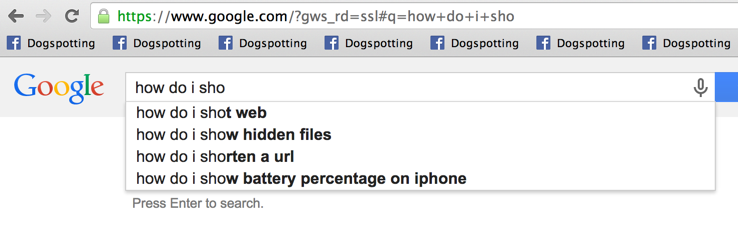 https://www.google.com/?gws_rd=ssl#q=how+do+i+sho
Dogspotting Dogspotting Dogspotting Dogspotting Dogspotting Dogspotting
Google how do i sho
how do i shot web
how do i show hidden files
how do i shorten a url
how do i show battery percentage on iphone
Press Enter to search.